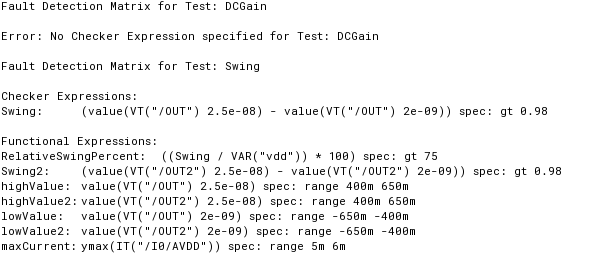 Fault Detection Matrix for Test: DCGain
Error: No Checker Expression specified for Test: DCGain
Fault Detection Matrix for Test: Swing
Checker Expressions:
Swing: (value(VT("/OUT") 2.5e-08) - value(VT("/OUT") 2e-09)) spec: gt 0.98
Functional Expressions:
RelativeSwingPercent: ((Swing / VAR("vdd")) * 100) spec: gt 75
Swing2: (value(VT("/OUT2") 2.5e-08) - value(VT("/OUT2") 2e-09)) spec: gt 0.98
highValue: value(VT("/OUT") 2.5e-08) spec: range 400m 650m
highValue2: value(VT("/OUT2") 2.5e-08) spec: range 400m 650m
lowValue: value(VT("/OUT") 2e-09) spec: range -650m -400m
lowValue2: value(VT("/OUT2") 2e-09) spec: range -650m -400m
maxCurrent: ymax(IT("/I0/AVDD")) spec: range 5m 6m